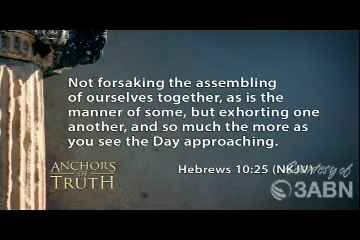 Not forsaking the assembling
of ourselves together, as is the
manner of some, but exhorting one
another, and so much the more as
you see the Day approaching.
Hebrews 10:25 (NKJV)
ANCHORS
OF
TRUTH
Courtesy of
3ABN